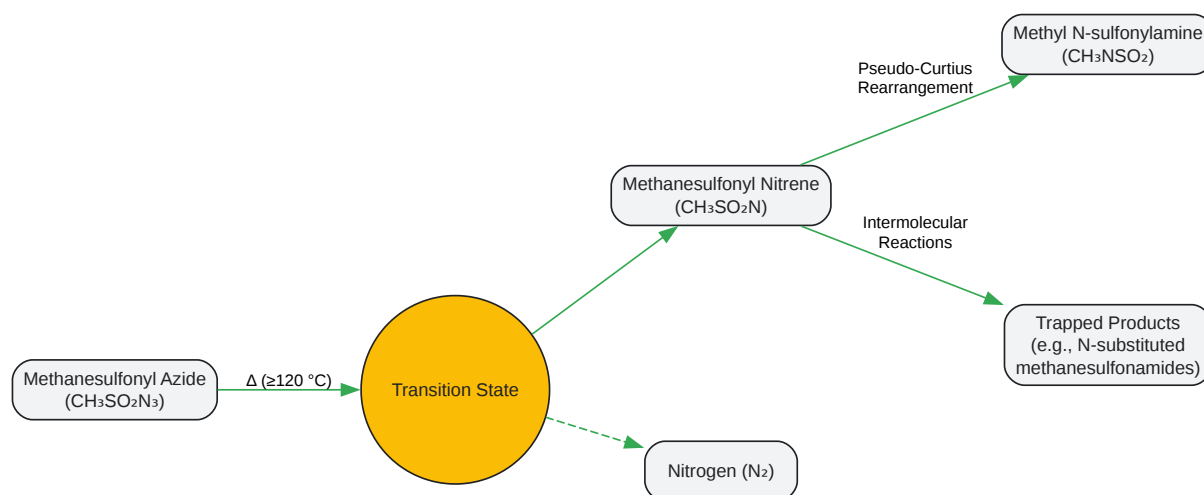 Methyl N-sulfonylamine
(CH₃NSO₂)
Pseudo-Curtius
Rearrangement
Methanesulfonyl Nitrene
(CH₃SO₂N)
Intermolecular
Reactions
Trapped Products
(e.g., N-substituted
methanesulfonamides)
Methanesulfonyl Azide
(CH₃SO₂N₃)
Δ (≥120 °C)
Transition State
Nitrogen (N₂)